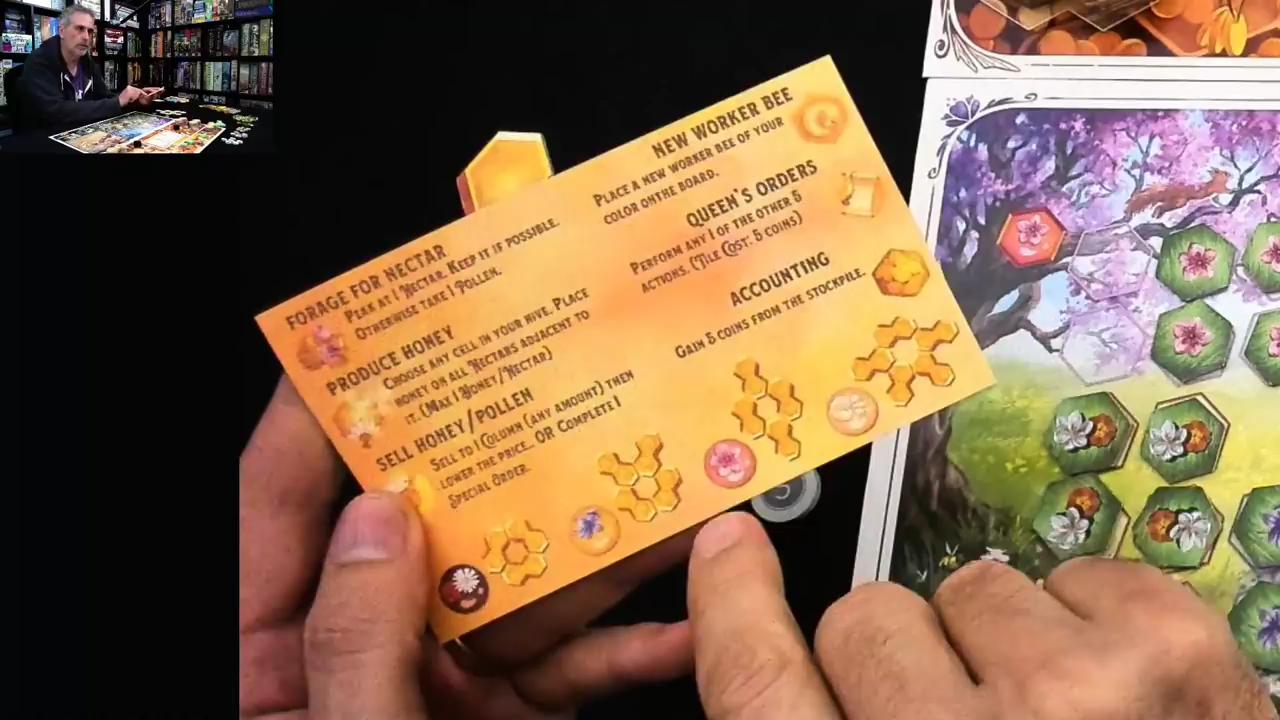 FORAGE FOR NECTAR
PEAK AT 1 NECTAR. KEEP IT IF POSSIBLE.
OTHERWISE TAKE 1 POLLEN.
PRODUCE HONEY
CHOOSE ANY CELL IN YOUR HIVE. PLACE
HONEY ON ALL NECTARS ADJACENT TO
IT. (MAX 1 HONEY/NECTAR)
SELL HONEY/POLLEN
SELL TO 1 COLUMN (ANY AMOUNT) THEN
LOWER THE PRICE.. OR COMPLETE 1
SPECIAL ORDER.
NEW WORKER BEE
PLACE A NEW WORKER BEE OF YOUR
COLOR ONTHE BOARD.
QUEEN'S ORDERS
PERFORM ANY 1 OF THE OTHER 5
ACTIONS. (TILE COST: 5 COINS)
ACCOUNTING
GAIN 5 COINS FROM THE STOCKPILE.